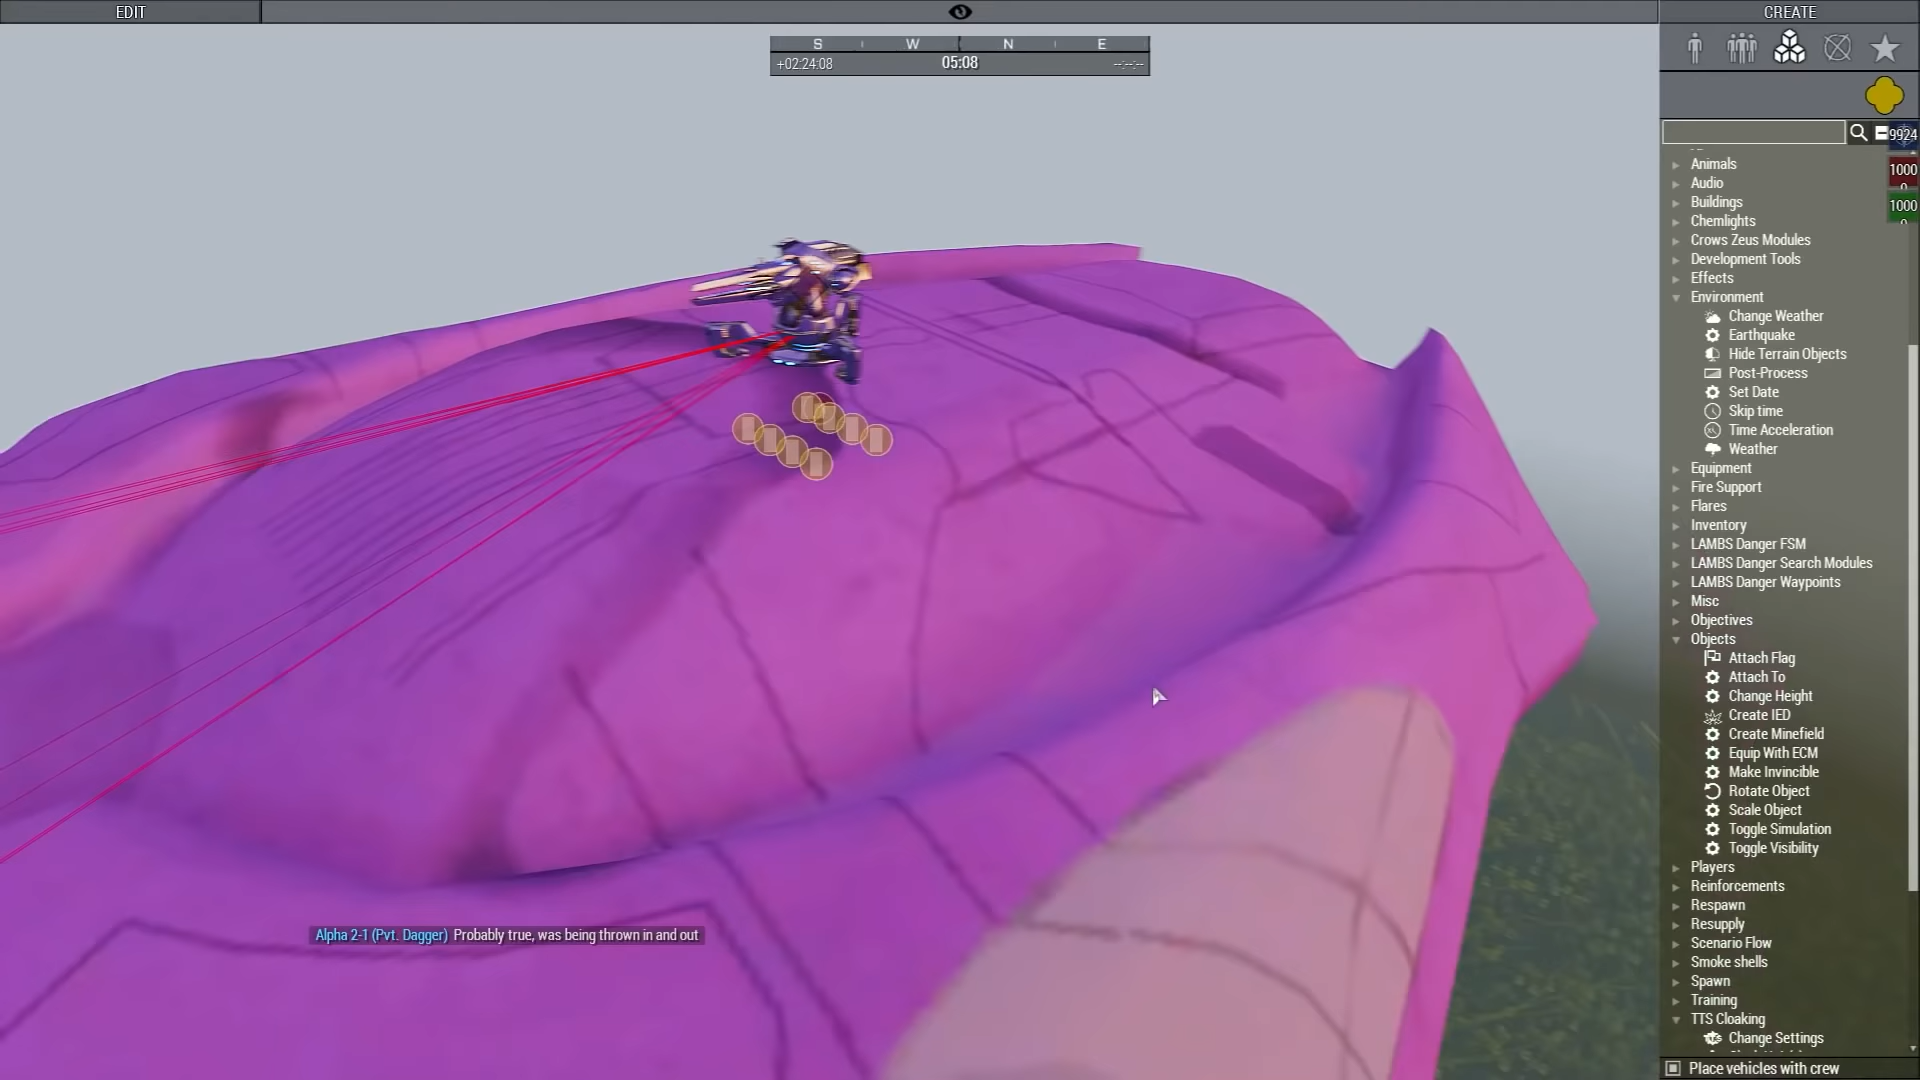 EDIT
CREATE
S W N E
+02:24:08 05:08 --:--:--
9924
1000
1000
Animals
Audio
Buildings
Chemlights
Crows Zeus Modules
Development Tools
Effects
Environment
Change Weather
Earthquake
Hide Terrain Objects
Post-Process
Set Date
Skip time
Time Acceleration
Weather
Equipment
Fire Support
Flares
Inventory
LAMBS Danger FSM
LAMBS Danger Search Modules
LAMBS Danger Waypoints
Misc
Objectives
Objects
Attach Flag
Attach To
Change Height
Create IED
Create Minefield
Equip With ECM
Make Invincible
Rotate Object
Scale Object
Toggle Simulation
Toggle Visibility
Players
Reinforcements
Respawn
Resupply
Scenario Flow
Smoke shells
Spawn
Training
TTS Cloaking
Change Settings
Place vehicles with crew
Alpha 2-1 (Pvt. Dagger) Probably true, was being thrown in and out